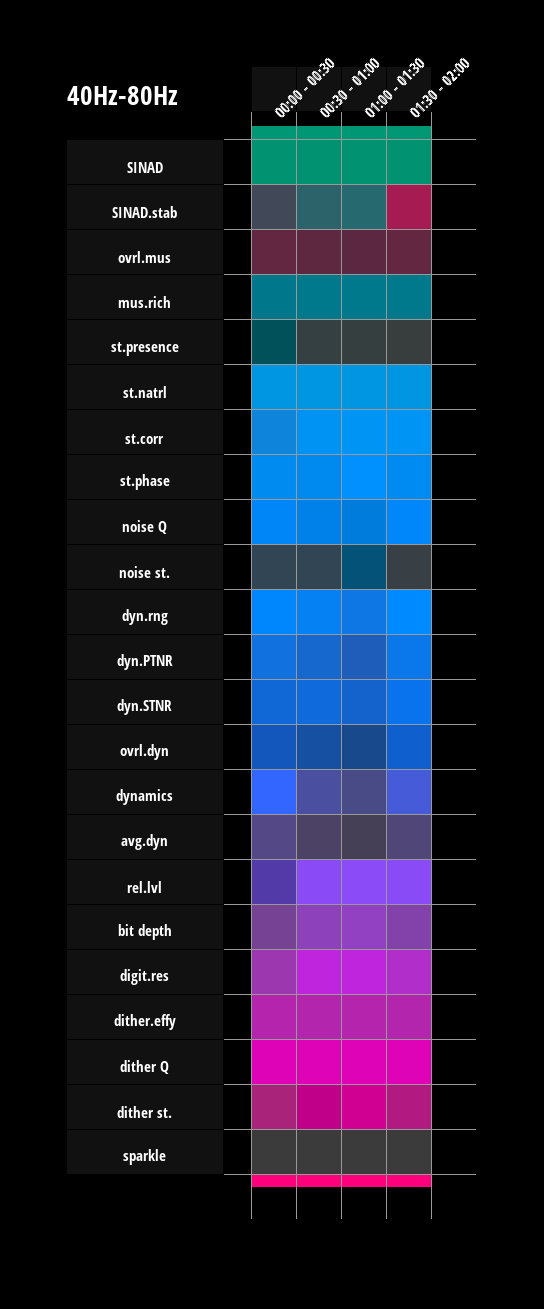 40Hz-80Hz
00:00 - 00:30
00:30 - 01:00
01:00 - 01:30
01:30 - 02:00
SINAD
SINAD.stab
ovrl.mus
mus.rich
st.presence
st.natrl
st.corr
st.phase
noise Q
noise st.
dyn.rng
dyn.PTNR
dyn.STNR
ovrl.dyn
dynamics
avg.dyn
rel.lvl
bit depth
digit.res
dither.effy
dither Q
dither st.
sparkle